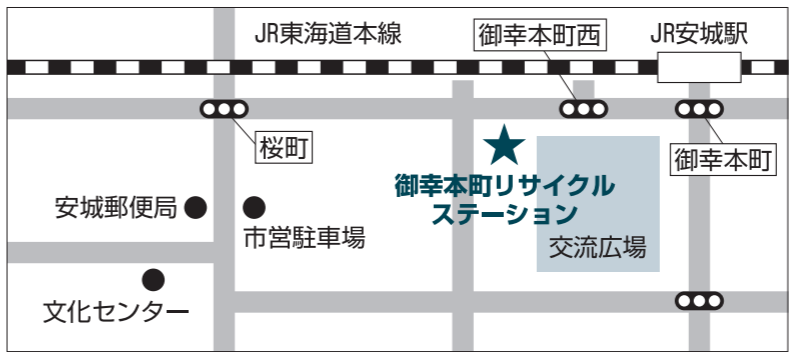 JR東海道本線
御幸本町西
JR安城駅
桜町
御幸本町
御幸本町リサイクル
ステーション
安城郵便局
市営駐車場
交流広場
文化センター